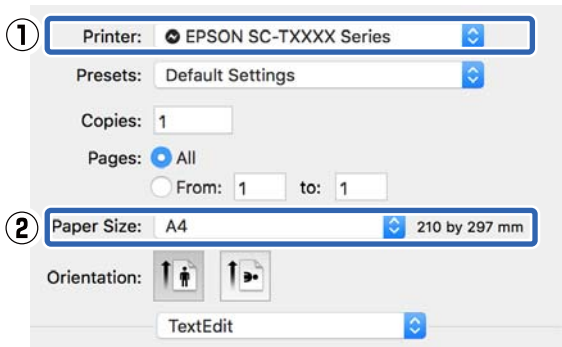 ① Printer: EPSON SC-TXXXX Series
Presets: Default Settings
Copies: 1
Pages: All
From: 1 to: 1
② Paper Size: A4 210 by 297 mm
Orientation:
TextEdit